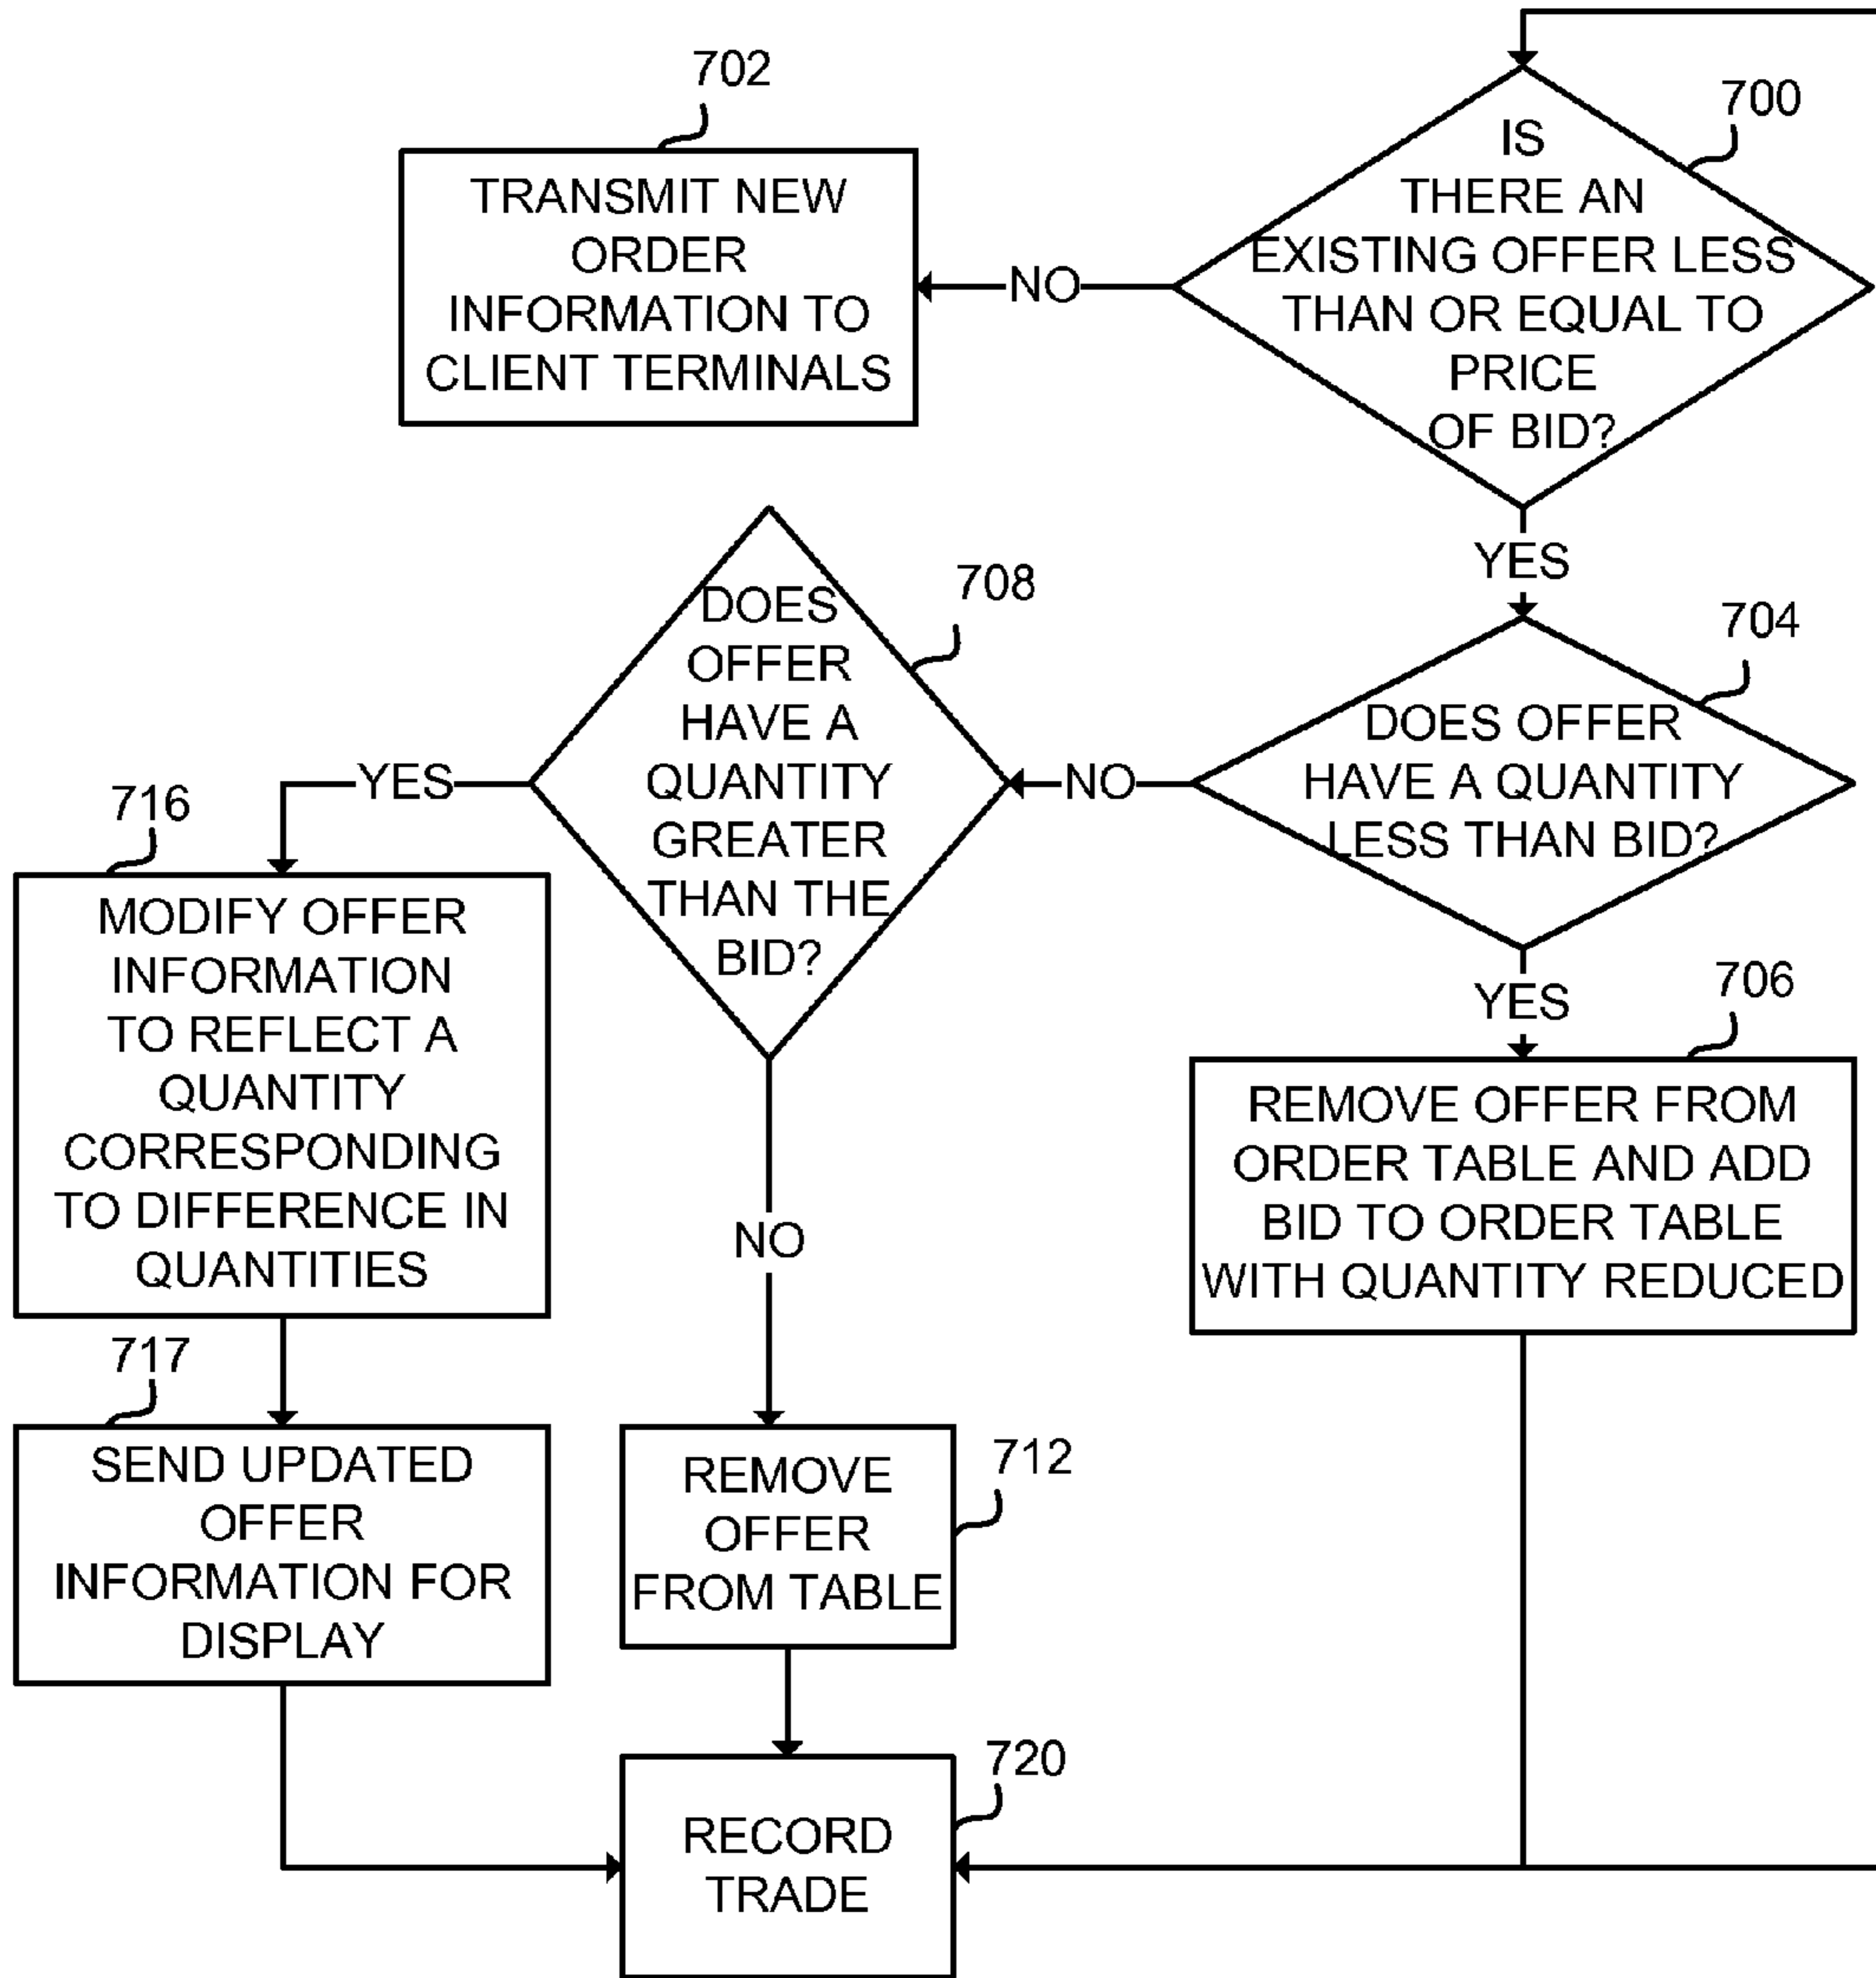 702
TRANSMIT NEW
ORDER
INFORMATION TO
CLIENT TERMINALS
NO
700
IS
THERE AN
EXISTING OFFER LESS
THAN OR EQUAL TO
PRICE
OF BID?
YES
704
DOES OFFER
HAVE A QUANTITY
LESS THAN BID?
NO
708
DOES
OFFER
HAVE A
QUANTITY
GREATER
THAN THE
BID?
YES
716
MODIFY OFFER
INFORMATION
TO REFLECT A
QUANTITY
CORRESPONDING
TO DIFFERENCE IN
QUANTITIES
YES
706
REMOVE OFFER FROM
ORDER TABLE AND ADD
BID TO ORDER TABLE
WITH QUANTITY REDUCED
NO
717
SEND UPDATED
OFFER
INFORMATION FOR
DISPLAY
712
REMOVE
OFFER
FROM TABLE
720
RECORD
TRADE